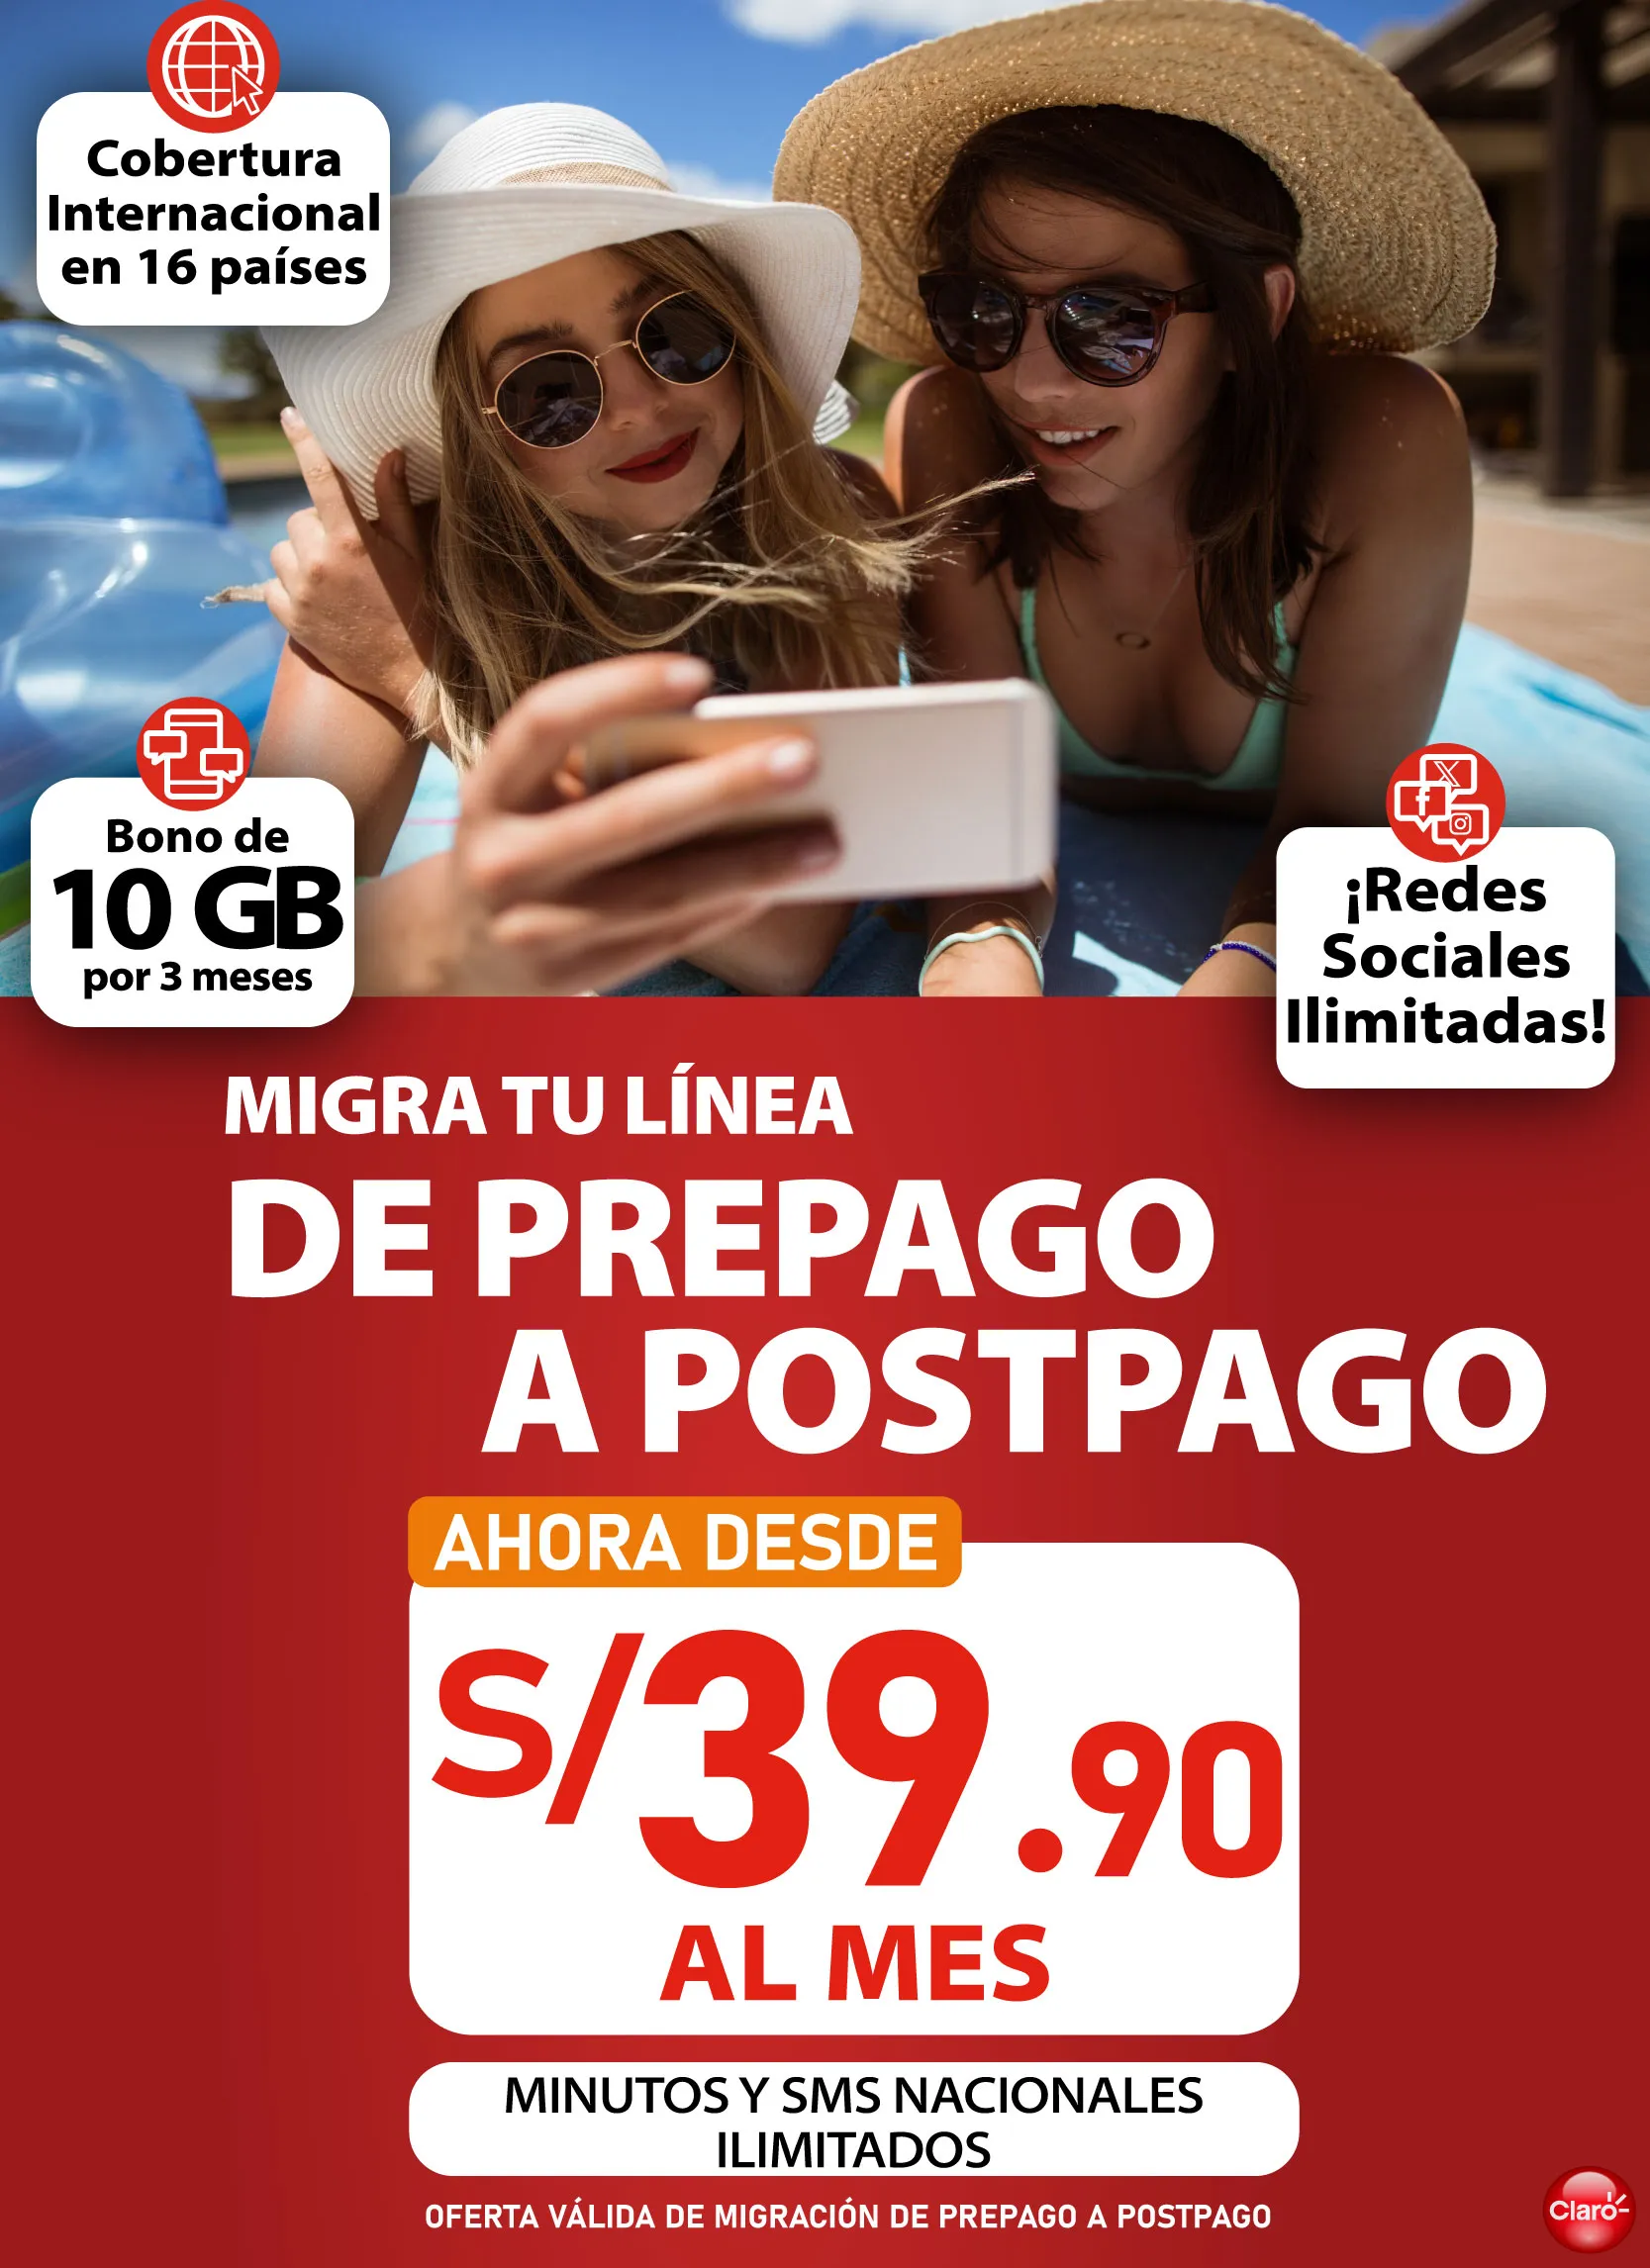 Cobertura
Internacional
en 16 países
Bono de
10 GB
por 3 meses
¡Redes
Sociales
Ilimitadas!
MIGRA TU LÍNEA
DE PREPAGO
A POSTPAGO
AHORA DESDE
S/39.90
AL MES
MINUTOS Y SMS NACIONALES
ILIMITADOS
OFERTA VÁLIDA DE MIGRACIÓN DE PREPAGO A POSTPAGO
Claro